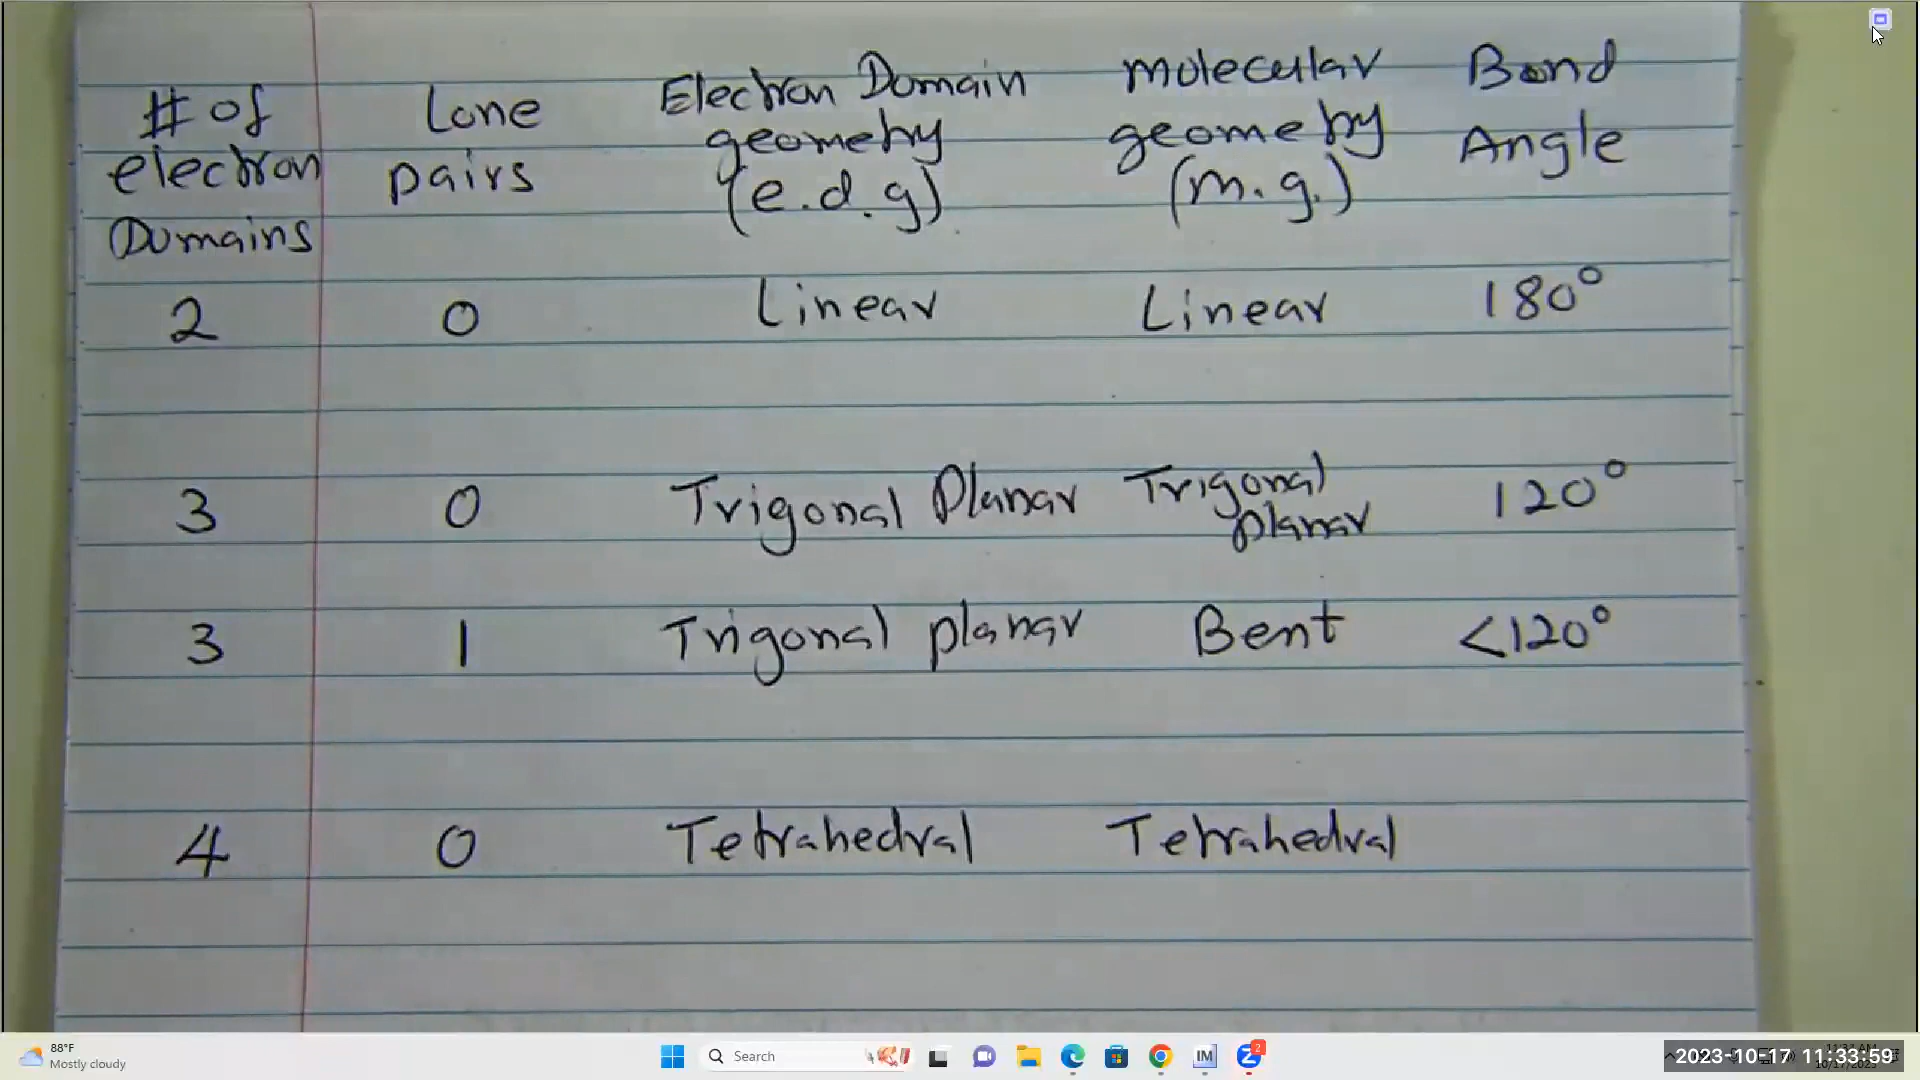 # of electron Domains
Lone pairs
Electron Domain geometry (e.d.g)
molecular geometry (m.g.)
Bond Angle
2 0 Linear Linear 180°
3 0 Trigonal Planar Trigonal planar 120°
3 1 Trigonal planar Bent <120°
4 0 Tetrahedral Tetrahedral
88°F
Mostly cloudy
Search
IM
Z
2
2023-10-17 11:33:59